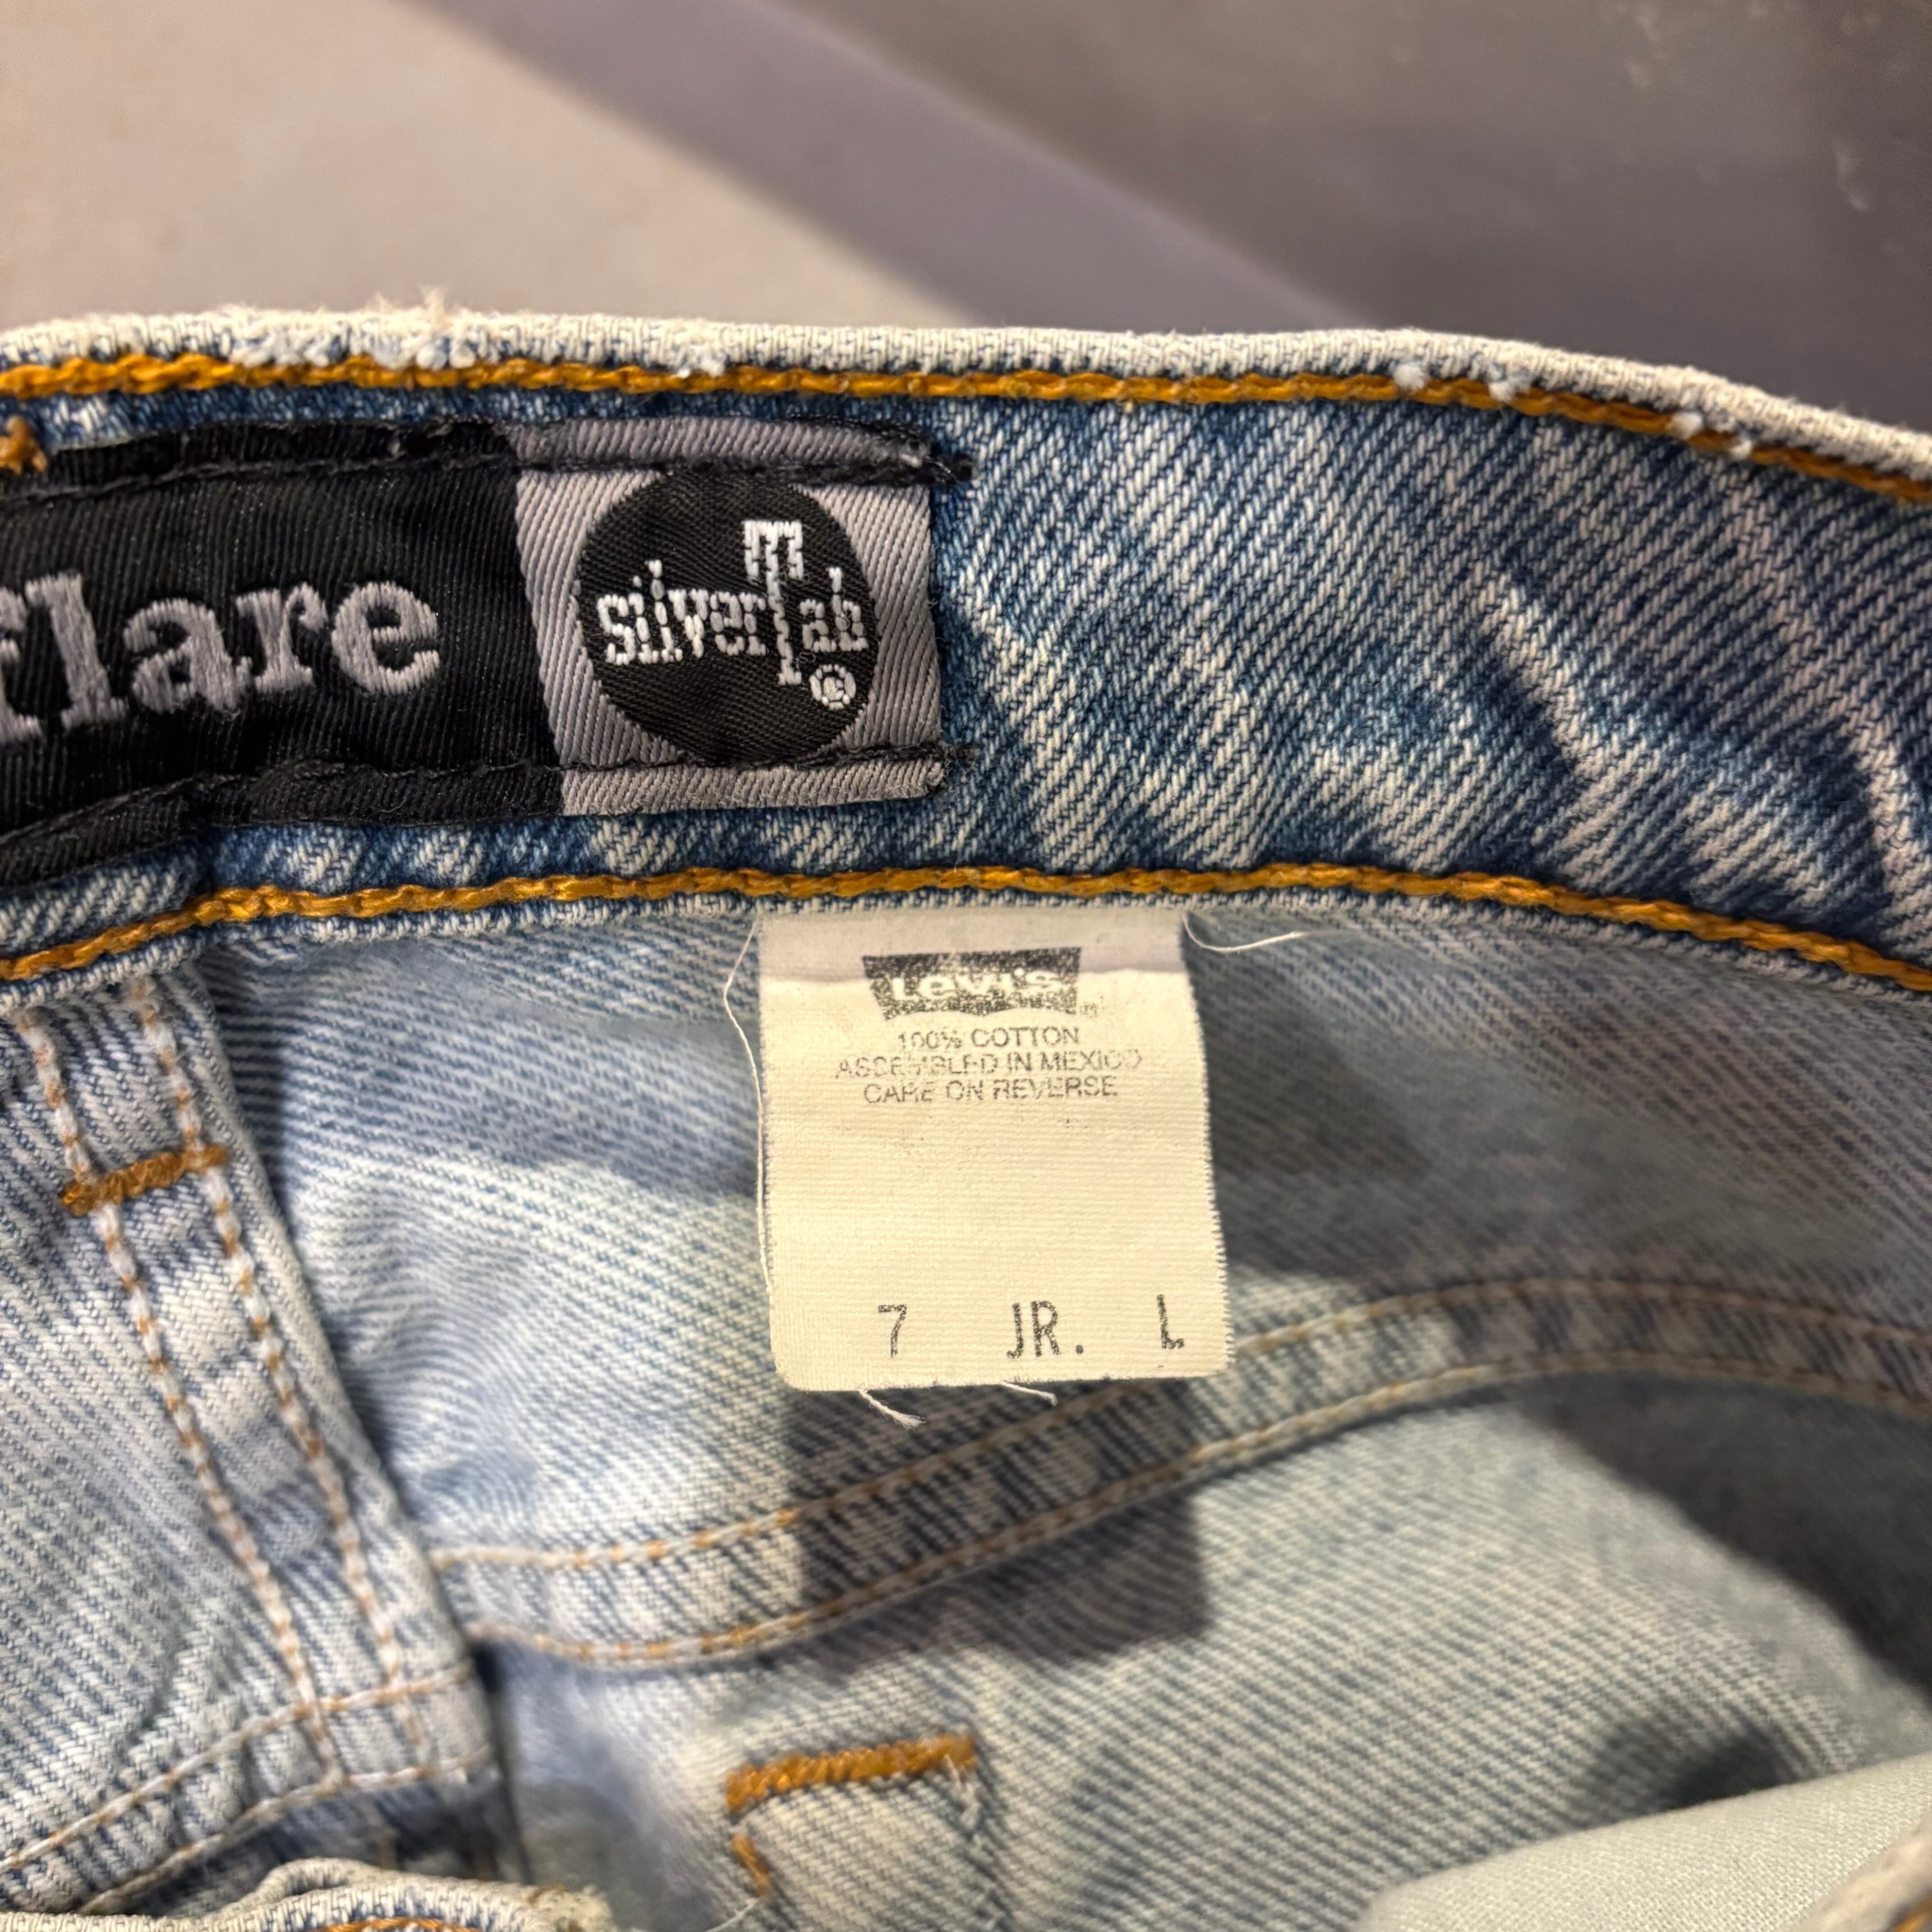 flare
silverTab
®
Levi's
®
100% COTTON
ASSEMBLED IN MEXICO
CARE ON REVERSE
7 JR. L